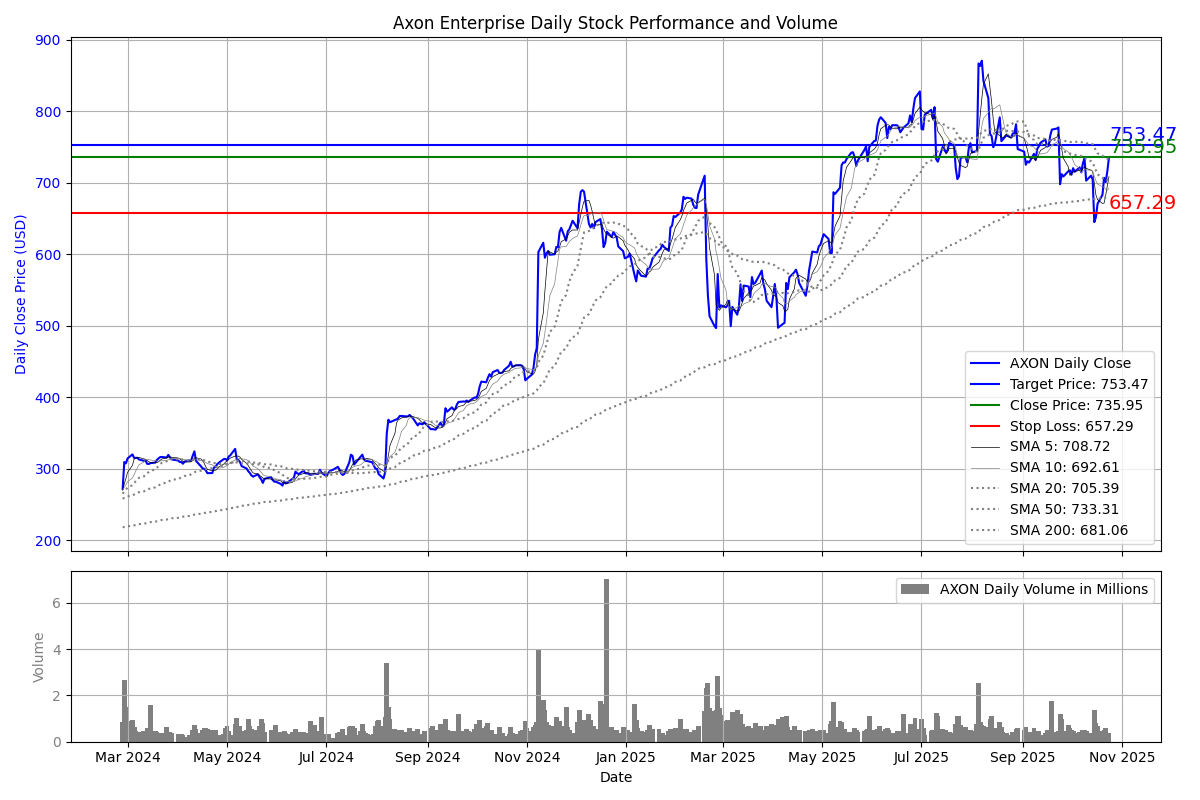 Axon Enterprise Daily Stock Performance and Volume
900
800
700
600
500
400
300
200
Daily Close Price (USD)
753.47
735.95
657.29
AXON Daily Close
Target Price: 753.47
Close Price: 735.95
Stop Loss: 657.29
SMA 5: 708.72
SMA 10: 692.61
SMA 20: 705.39
SMA 50: 733.31
SMA 200: 681.06
6
4
2
0
Volume
AXON Daily Volume in Millions
Mar 2024 May 2024 Jul 2024 Sep 2024 Nov 2024 Jan 2025 Mar 2025 May 2025 Jul 2025 Sep 2025 Nov 2025
Date